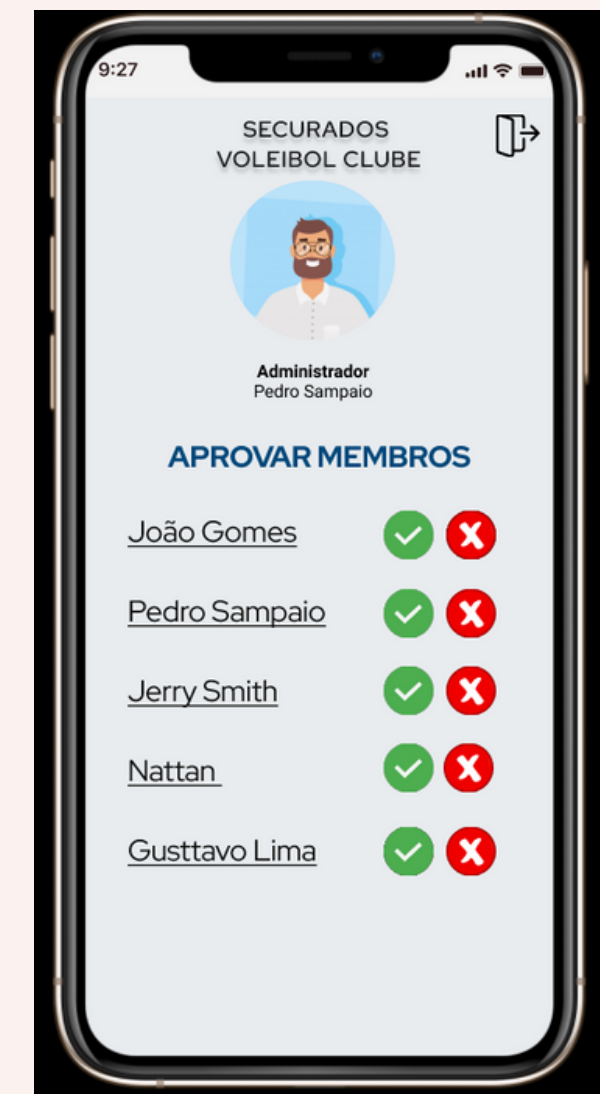 9:27
SECURADOS
VOLEIBOL CLUBE
Administrador
Pedro Sampaio
APROVAR MEMBROS
João Gomes
Pedro Sampaio
Jerry Smith
Nattan
Gusttavo Lima